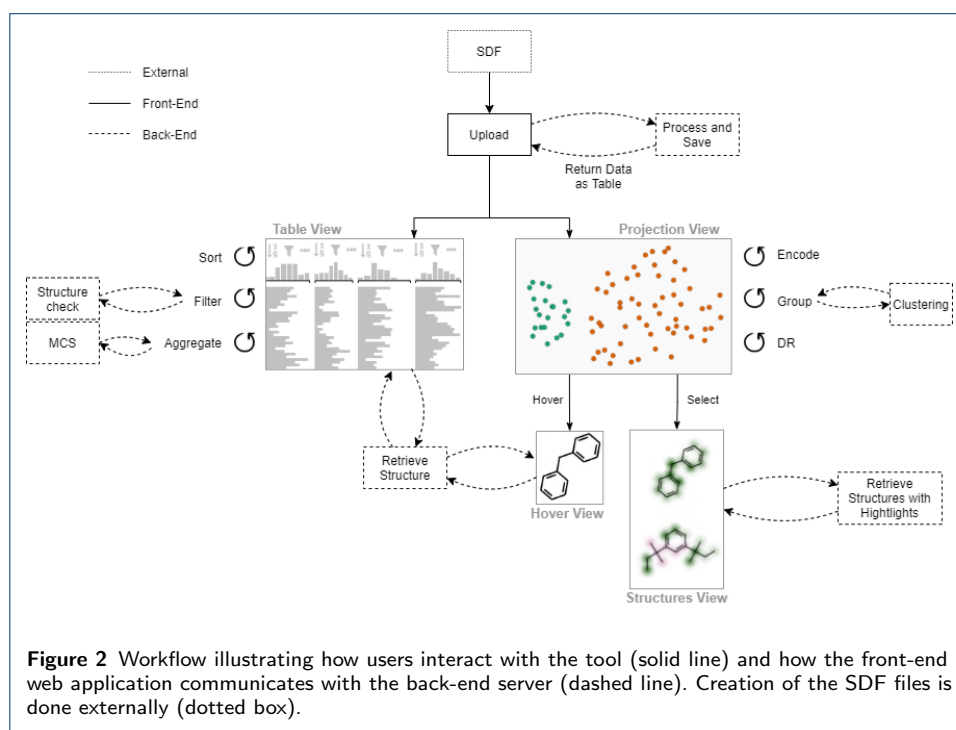 SDF
External
Front-End
Back-End
Upload
Process and
Save
Return Data
as Table
Table View
Projection View
Sort
Filter
Aggregate
Structure
check
MCS
Encode
Group
DR
Clustering
Hover
Select
Retrieve
Structure
Hover View
Retrieve
Structures with
Hightlights
Structures View
Figure 2 Workflow illustrating how users interact with the tool (solid line) and how the front-end
web application communicates with the back-end server (dashed line). Creation of the SDF files is
done externally (dotted box).